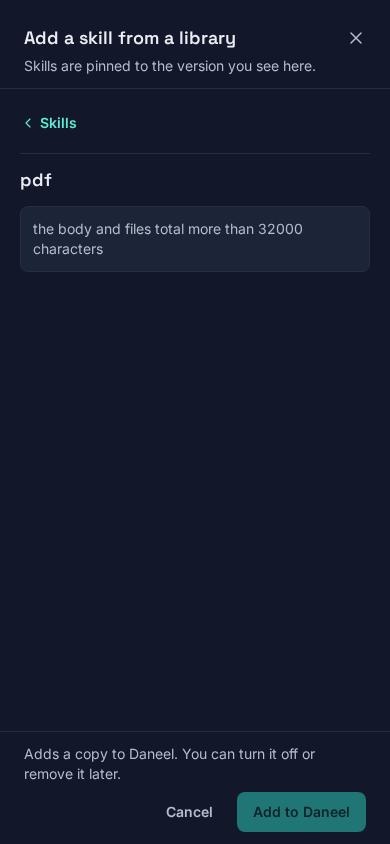 Add a skill from a library
Skills are pinned to the version you see here.
Skills
pdf
the body and files total more than 32000
characters
Adds a copy to Daneel. You can turn it off or
remove it later.
Cancel
Add to Daneel